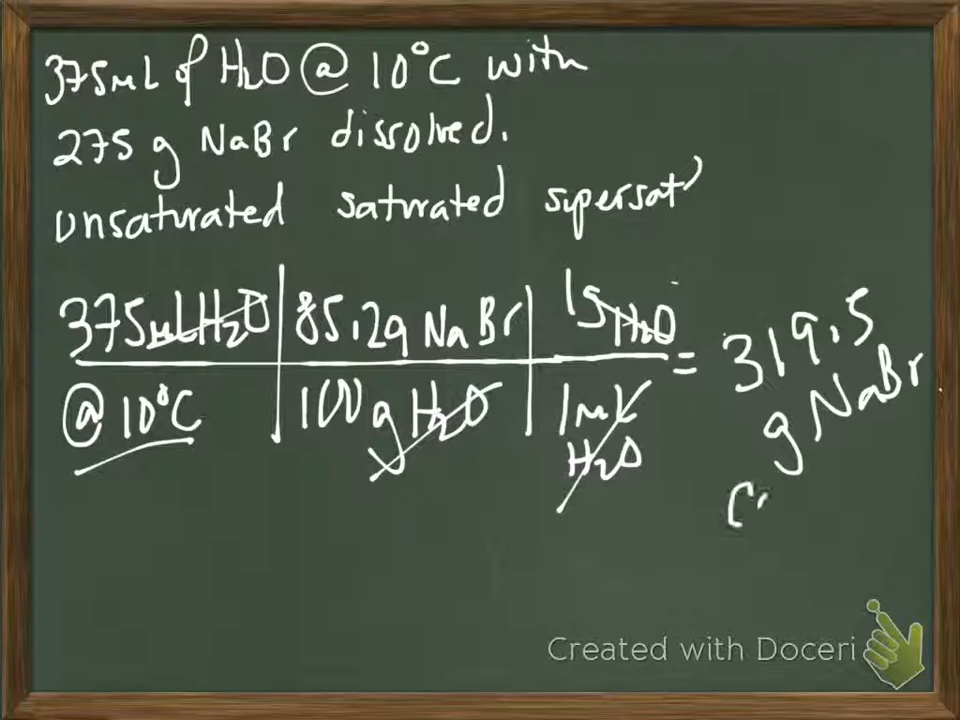 375mL of H2O @ 10°C with
275 g NaBr dissolved.
unsaturated saturated supersat
375mL H2O 85.2g NaBr 1g H2O = 319.5
@ 10°C 100g H2O 1mL H2O g NaBr
Created with Doceri